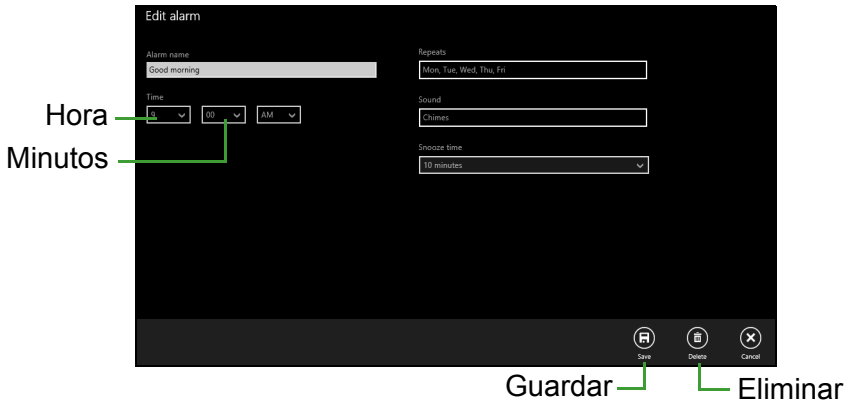 Edit alarm
Alarm name
Good morning
Time
9 00 AM
Repeats
Mon, Tue, Wed, Thu, Fri
Sound
Chimes
Snooze time
10 minutes
Hora
Minutos
Save Delete Cancel
Guardar Eliminar